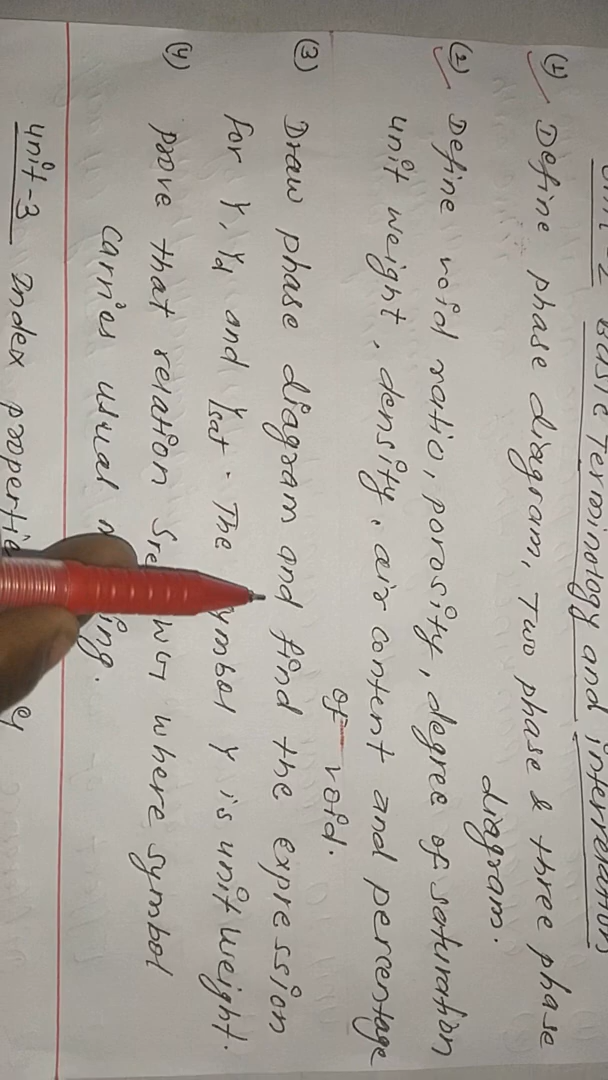 Basic Terminology and interrelations
(1) Define phase diagram, Two phase & three phase
diagram.
(2) Define void ratio, porosity, degree of saturation
unit weight, density, air content and percentage
of void.
(3) Draw phase diagram and find the expression
for γ, γd and γsat. The symbol γ is unit weight.
(4) prove that relation where symbol
carries usual
unit-3 Index